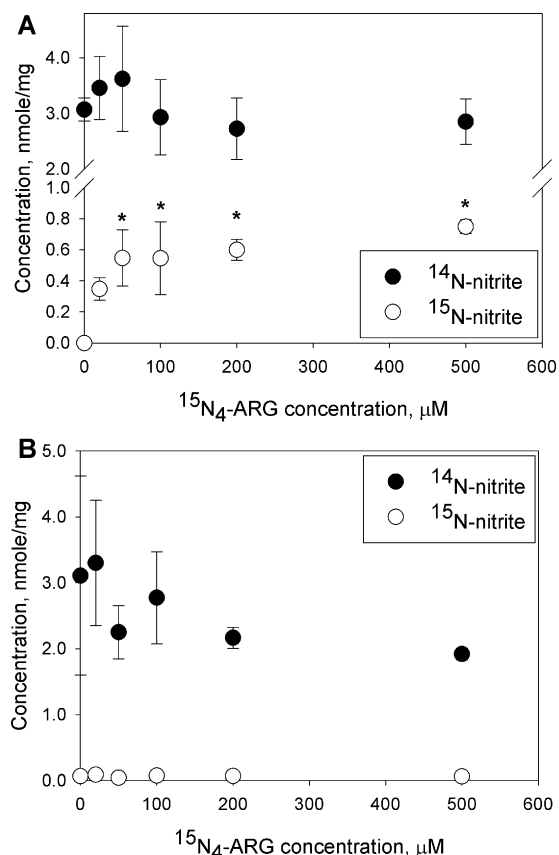 A
Concentration, nmole/mg
4.0
3.0
2.0
1.0
0.8
0.6
0.4
0.2
0.0
* * * *
¹⁴N-nitrite
¹⁵N-nitrite
0 100 200 300 400 500 600
¹⁵N₄-ARG concentration, μM
B
Concentration, nmole/mg
5.0
4.0
3.0
2.0
1.0
0.0
¹⁴N-nitrite
¹⁵N-nitrite
0 100 200 300 400 500 600
¹⁵N₄-ARG concentration, μM